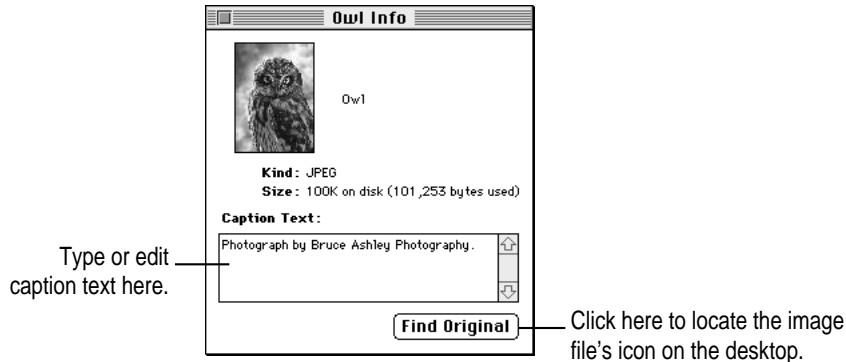 Owl Info
Owl
Kind: JPEG
Size: 100K on disk (101,253 bytes used)
Caption Text:
Photograph by Bruce Ashley Photography.
Type or edit
caption text here.
Find Original
Click here to locate the image
file's icon on the desktop.